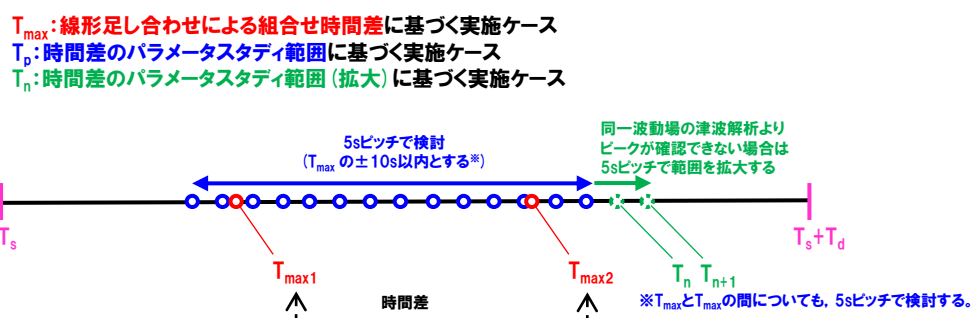 Tmax:線形足し合わせによる組合せ時間差に基づく実施ケース
Tp:時間差のパラメータスタディ範囲に基づく実施ケース
Tn:時間差のパラメータスタディ範囲(拡大)に基づく実施ケース
5sピッチで検討
(Tmax の±10s以内とする※)
同一波動場の津波解析より
ピークが確認できない場合は
5sピッチで範囲を拡大する
Ts
Ts+Td
Tmax1
Tmax2
Tn Tn+1
時間差
※TmaxとTmaxの間についても,5sピッチで検討する。